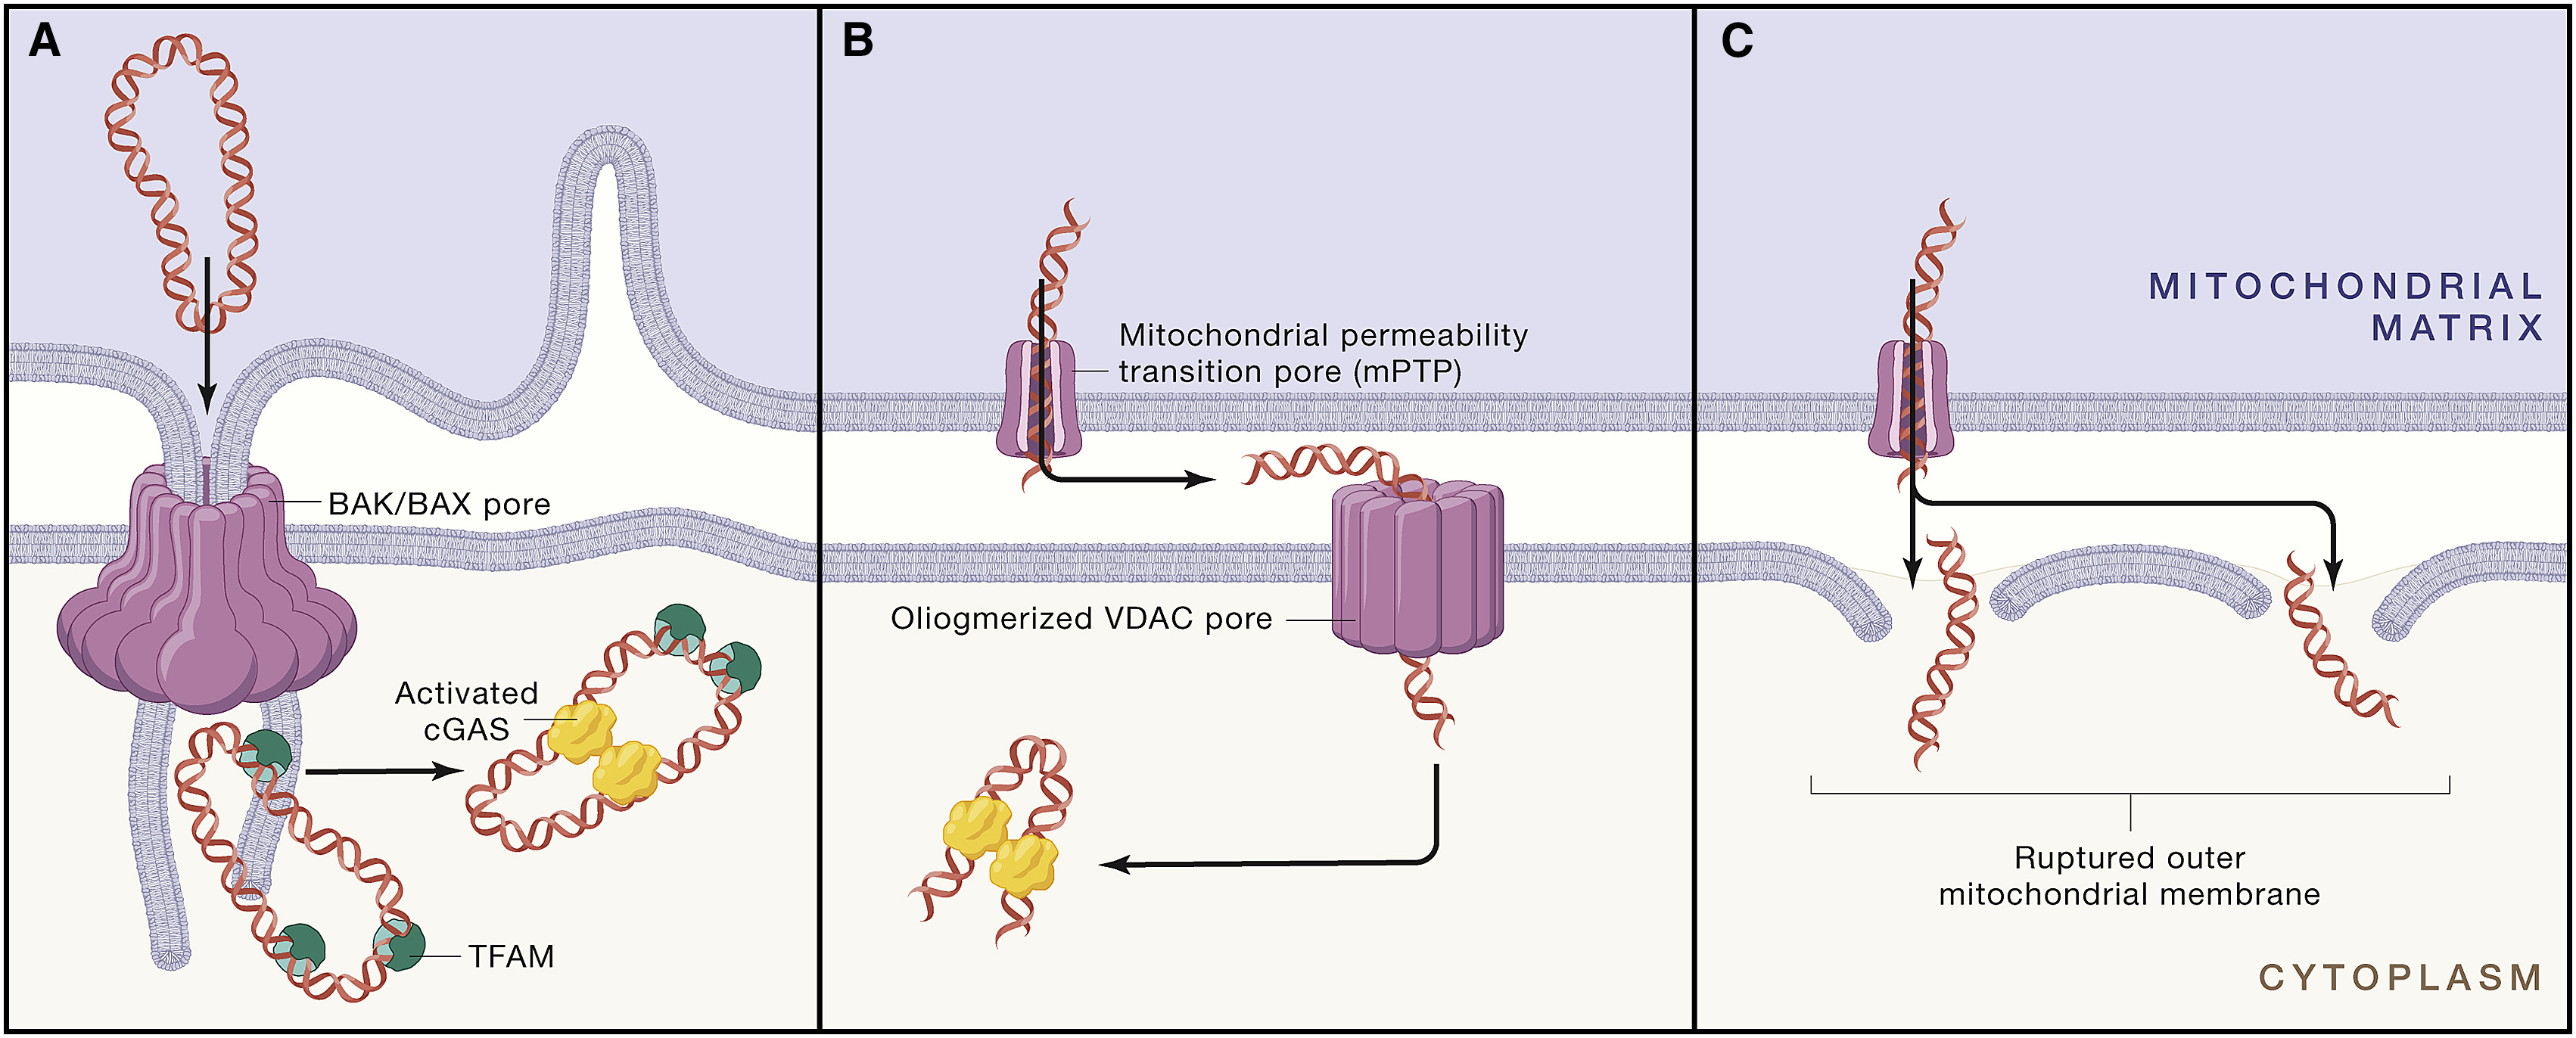 A
BAK/BAX pore
Activated
cGAS
TFAM
B
Mitochondrial permeability
transition pore (mPTP)
Oliogmerized VDAC pore
C
MITOCHONDRIAL
MATRIX
Ruptured outer
mitochondrial membrane
CYTOPLASM